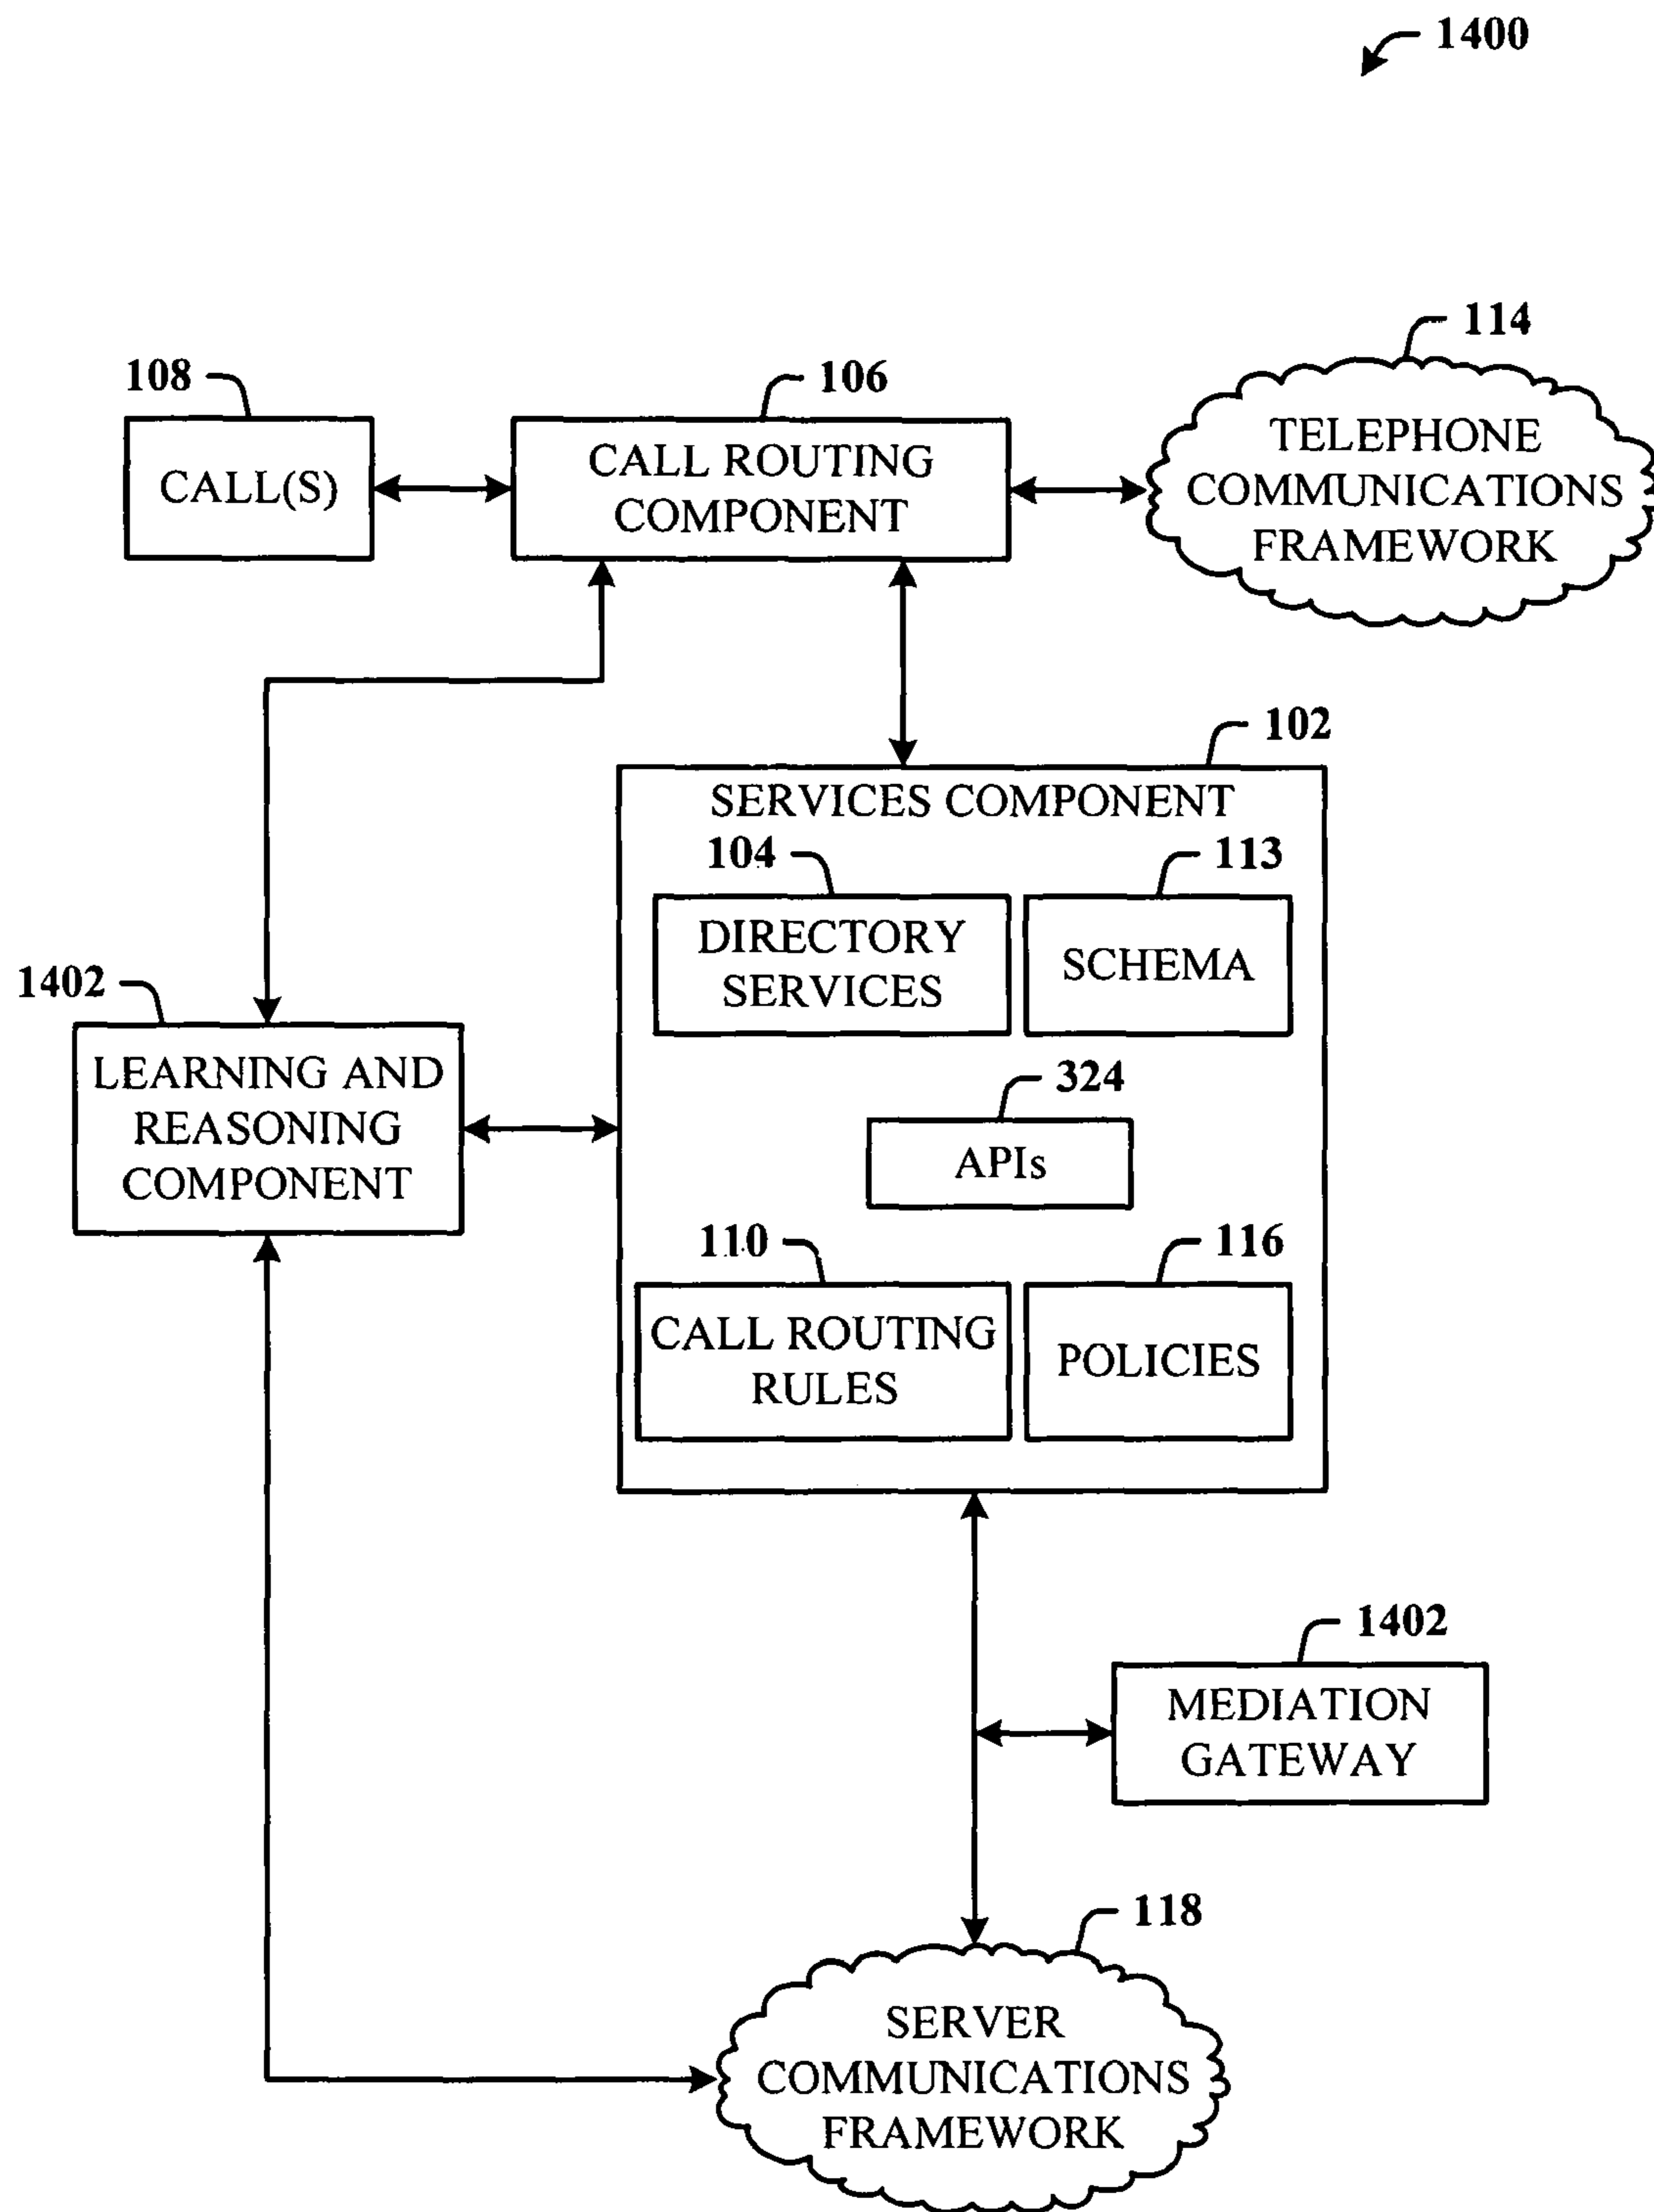 1400
114
108
106
TELEPHONE
COMMUNICATIONS
FRAMEWORK
CALL(S)
CALL ROUTING
COMPONENT
102
SERVICES COMPONENT
104
113
DIRECTORY
SERVICES
SCHEMA
1402
LEARNING AND
REASONING
COMPONENT
324
APIs
110
116
CALL ROUTING
RULES
POLICIES
1402
MEDIATION
GATEWAY
118
SERVER
COMMUNICATIONS
FRAMEWORK